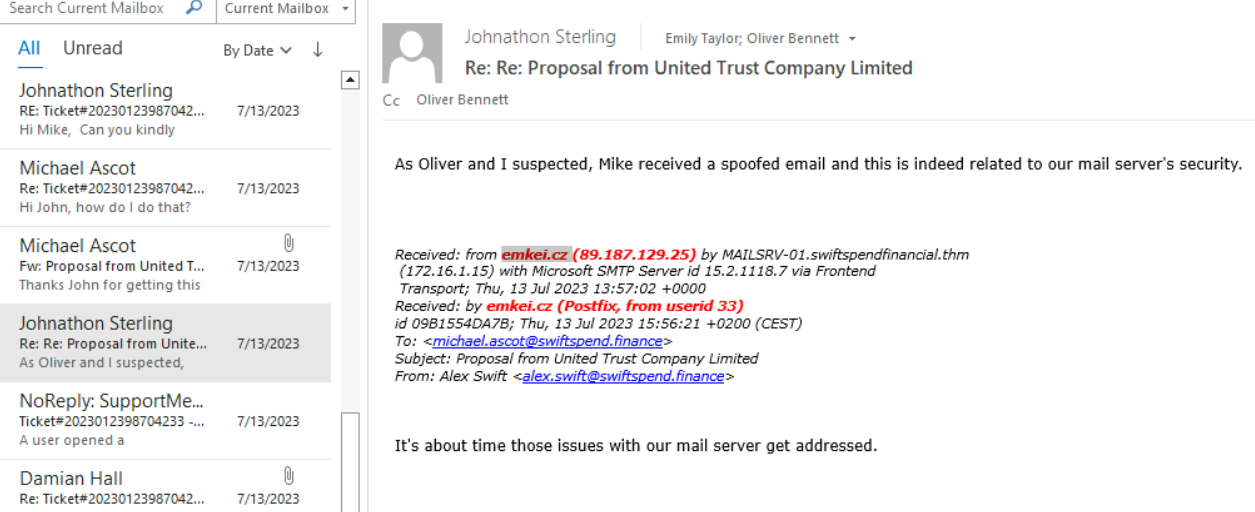 Search Current Mailbox
Current Mailbox
All Unread By Date
Johnathon Sterling
RE: Ticket#20230123987042... 7/13/2023
Hi Mike, Can you kindly
Michael Ascot
Re: Ticket#20230123987042... 7/13/2023
Hi John, how do I do that?
Michael Ascot
Fw: Proposal from United T... 7/13/2023
Thanks John for getting this
Johnathon Sterling
Re: Re: Proposal from Unite... 7/13/2023
As Oliver and I suspected,
NoReply: SupportMe...
Ticket#2023012398704233 -... 7/13/2023
A user opened a
Damian Hall
Re: Ticket#20230123987042... 7/13/2023
Johnathon Sterling Emily Taylor; Oliver Bennett
Re: Re: Proposal from United Trust Company Limited
Cc Oliver Bennett
As Oliver and I suspected, Mike received a spoofed email and this is indeed related to our mail server's security.
Received: from emkei.cz (89.187.129.25) by MAILSRV-01.swiftspendfinancial.thm
(172.16.1.15) with Microsoft SMTP Server id 15.2.1118.7 via Frontend
Transport; Thu, 13 Jul 2023 13:57:02 +0000
Received: by emkei.cz (Postfix, from userid 33)
id 09B1554DA7B; Thu, 13 Jul 2023 15:56:21 +0200 (CEST)
To: <michael.ascot@swiftspend.finance>
Subject: Proposal from United Trust Company Limited
From: Alex Swift <alex.swift@swiftspend.finance>
It's about time those issues with our mail server get addressed.